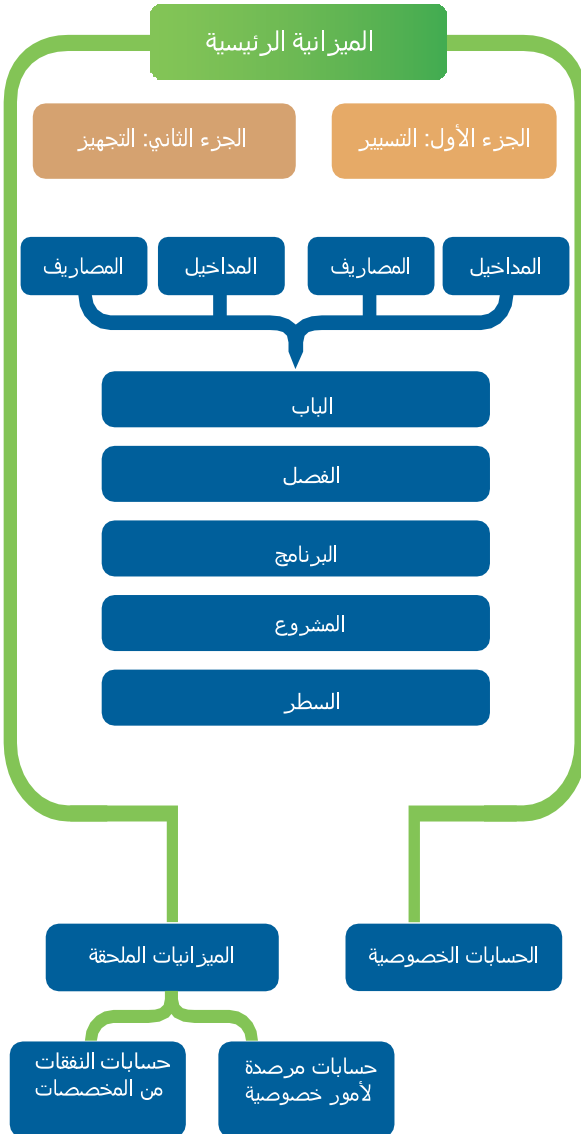 الميزانية الرئيسية
الجزء الأول: التسيير
الجزء الثاني: التجهيز
المداخيل
المصاريف
المداخيل
المصاريف
الباب
الفصل
البرنامج
المشروع
السطر
الحسابات الخصوصية
الميزانيات الملحقة
حسابات مرصدة
لأمور خصوصية
حسابات النفقات
من المخصصات